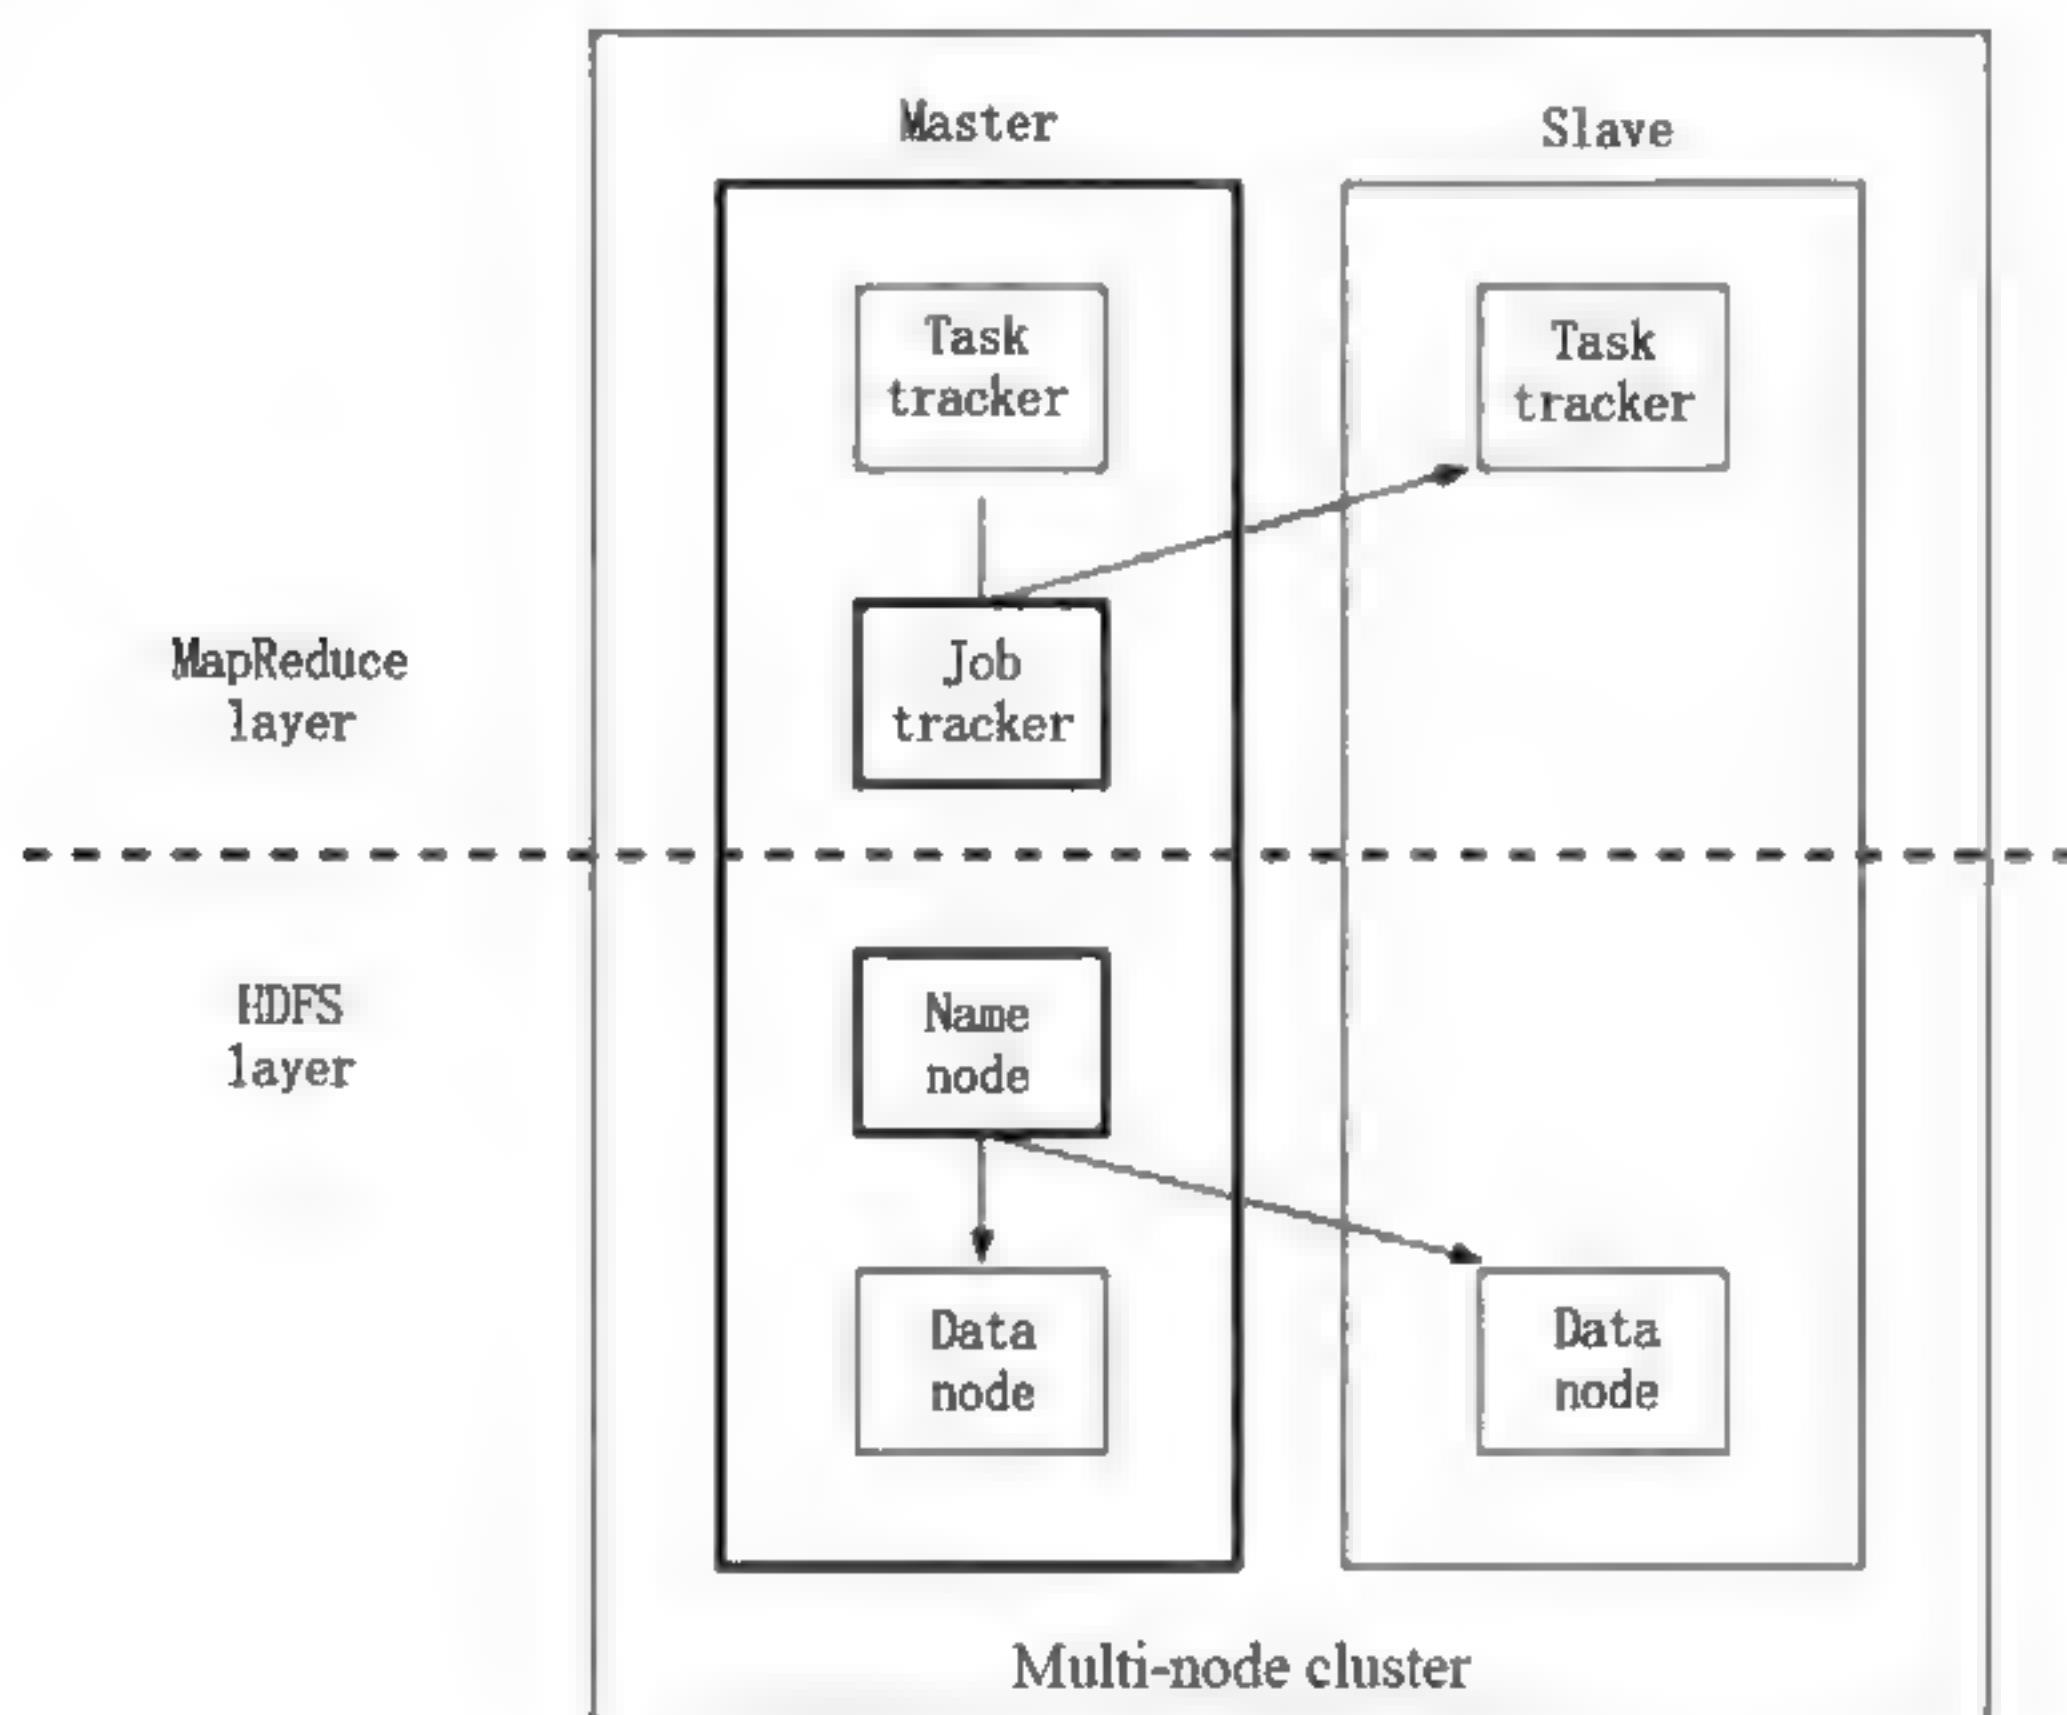 Master
Slave
Task
tracker
Task
tracker
MapReduce
layer
Job
tracker
HDFS
layer
Name
node
Data
node
Data
node
Multi-node cluster